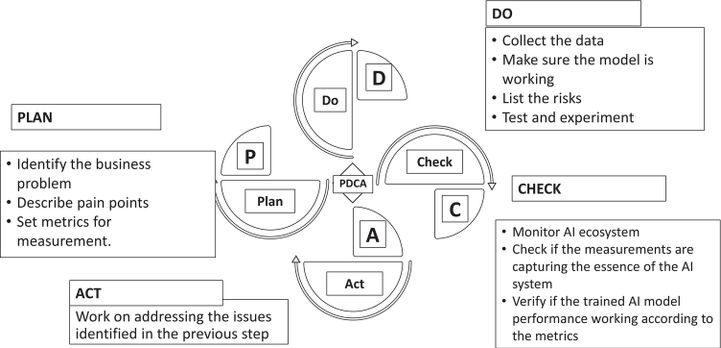 DO
• Collect the data
• Make sure the model is
working
• List the risks
• Test and experiment
D
Do
PLAN
• Identify the business
problem
• Describe pain points
• Set metrics for
measurement.
P
Plan
PDCA
Check
C
CHECK
• Monitor AI ecosystem
• Check if the measurements are
capturing the essence of the AI
system
• Verify if the trained AI model
performance working according to
the metrics
A
Act
ACT
Work on addressing the issues
identified in the previous step